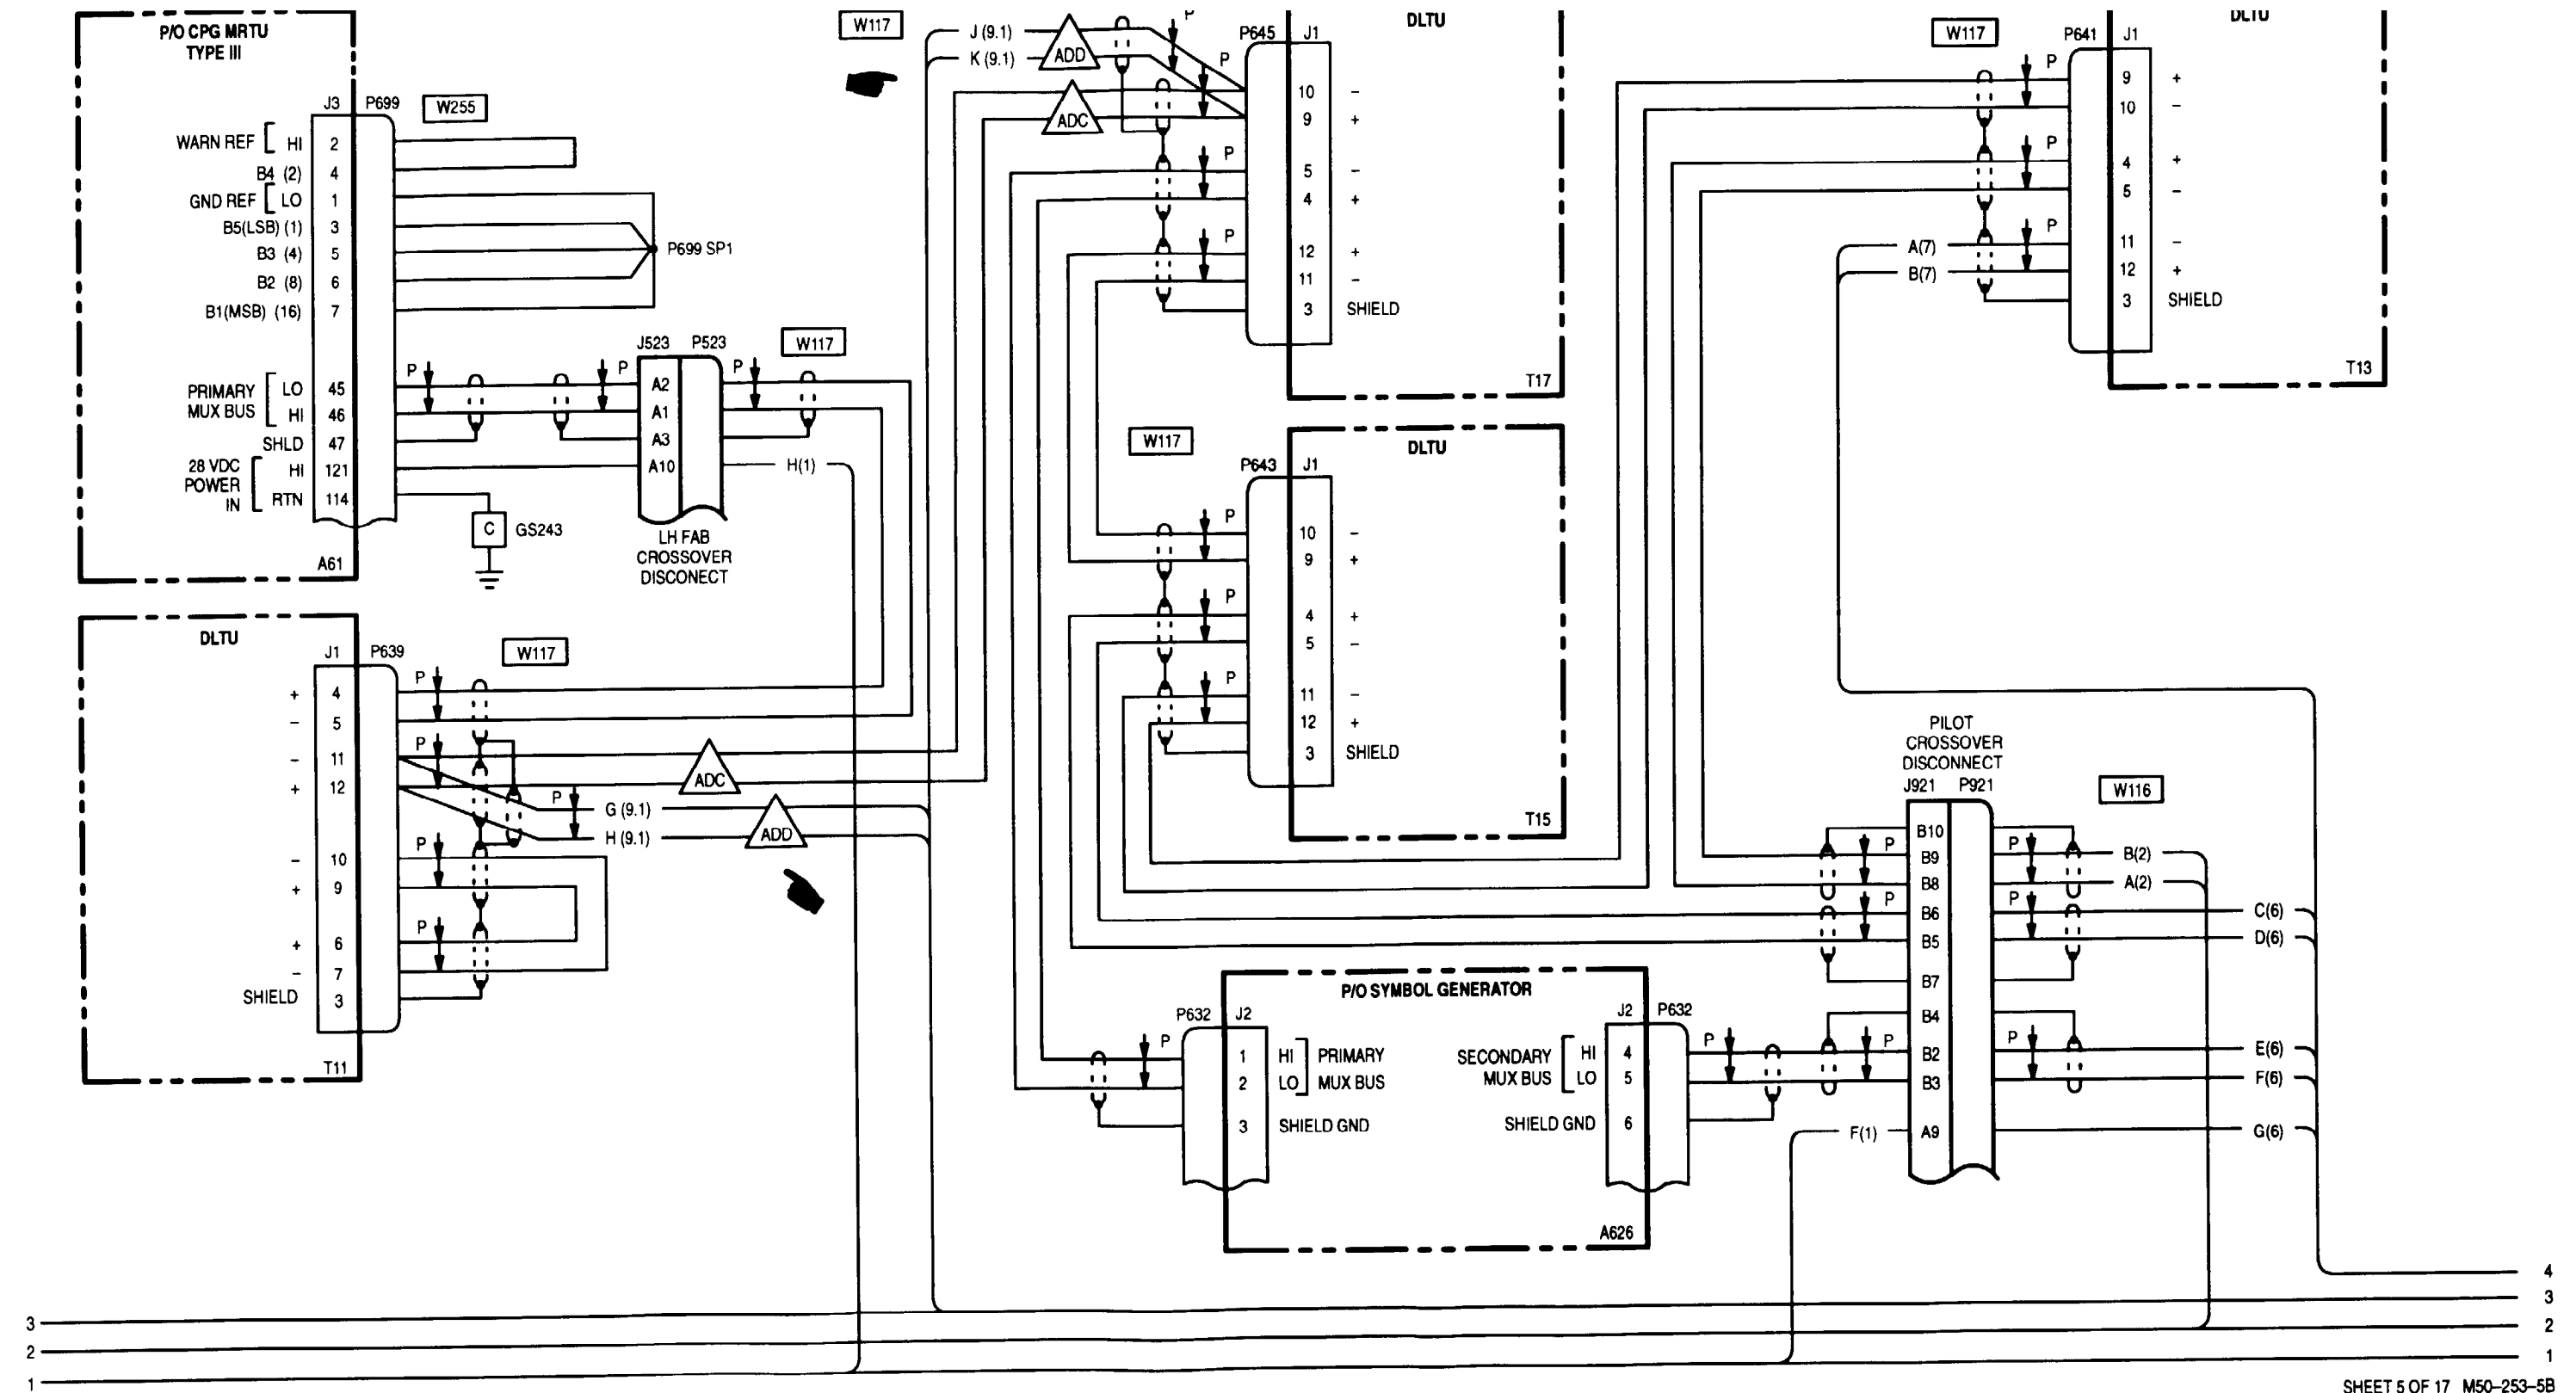 P/O CPG MRTU
TYPE III
J3 P699
W255
WARN REF HI 2
B4 (2) 4
GND REF LO 1
B5(LSB) (1) 3
B3 (4) 5
B2 (8) 6
B1(MSB) (16) 7
P699 SP1
PRIMARY
MUX BUS
LO 45
HI 46
SHLD 47
28 VDC
POWER
IN
HI 121
RTN 114
A61
P
P
C GS243
J523 P523
W117
A2
A1
A3
A10
P
H(1)
LH FAB
CROSSOVER
DISCONECT
DLTU
J1 P639
W117
+ 4 P
– 5
– 11 P
+ 12
– 10 P
+ 9
+ 6 P
– 7
SHIELD 3
T11
ADC
P
G (9.1)
H (9.1)
ADD
W117
J (9.1)
K (9.1)
ADD
ADC
P
DLTU
P645 J1
P 10 –
9 +
P 5 –
4 +
P 12 +
11 –
3 SHIELD
T17
W117
DLTU
P643 J1
P 10 –
9 +
P 4 +
5 –
P 11 –
12 +
3 SHIELD
T15
P/O SYMBOL GENERATOR
P632 J2
P
1 HI
2 LO
PRIMARY
MUX BUS
3 SHIELD GND
J2 P632
SECONDARY
MUX BUS
HI 4
LO 5
SHIELD GND 6
P
A626
W117
DLTU
P641 J1
P 9 +
10 –
P 4 +
5 –
P 11 –
12 +
3 SHIELD
T13
A(7)
B(7)
PILOT
CROSSOVER
DISCONNECT
J921 P921
W116
B10
P B9 P B(2)
B8 A(2)
P B6 P C(6)
B5 D(6)
B7
B4
P B2 P E(6)
B3 F(6)
F(1) A9 G(6)
4
3 3
2 2
1 1
SHEET 5 OF 17 M50–253–5B